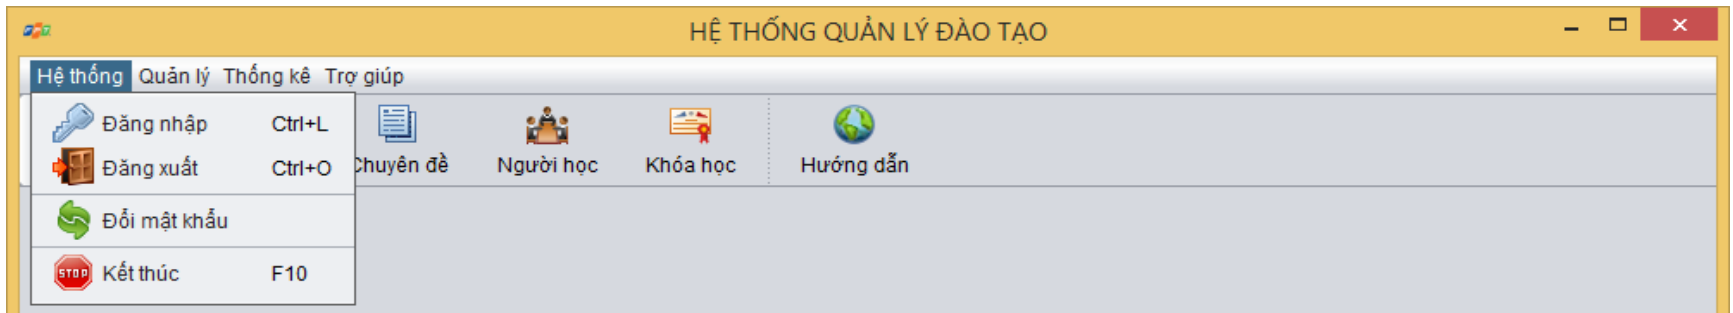 HỆ THỐNG QUẢN LÝ ĐÀO TẠO
Hệ thống Quản lý Thống kê Trợ giúp
Đăng nhập Ctrl+L
Đăng xuất Ctrl+O
Chuyên đề Người học Khóa học Hướng dẫn
Đổi mật khẩu
STOP Kết thúc F10